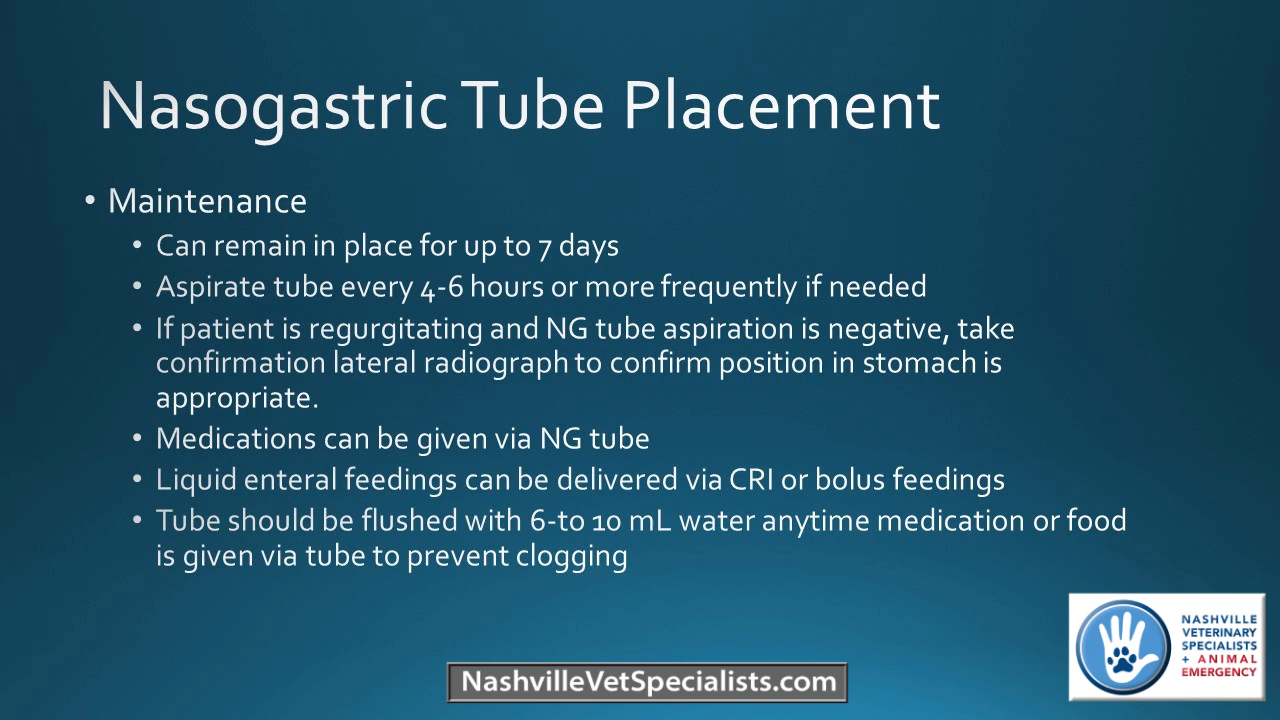 Nasogastric Tube Placement
• Maintenance
• Can remain in place for up to 7 days
• Aspirate tube every 4-6 hours or more frequently if needed
• If patient is regurgitating and NG tube aspiration is negative, take
confirmation lateral radiograph to confirm position in stomach is
appropriate.
• Medications can be given via NG tube
• Liquid enteral feedings can be delivered via CRI or bolus feedings
• Tube should be flushed with 6-to 10 mL water anytime medication or food
is given via tube to prevent clogging
NASHVILLE
VETERINARY
SPECIALISTS
+ ANIMAL
EMERGENCY
NashvilleVetSpecialists.com